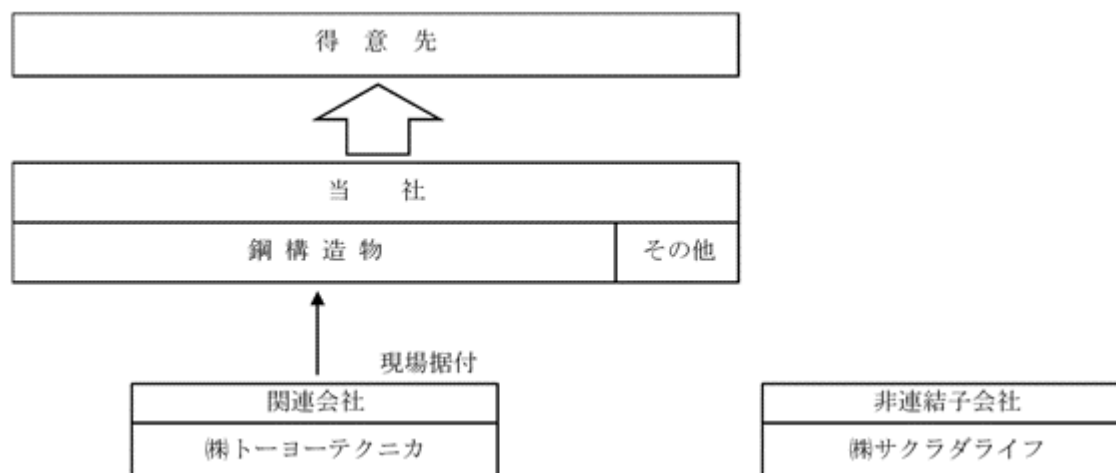 得 意 先
当 社
鋼 構 造 物
その他
現場据付
関連会社
㈱トーヨーテクニカ
非連結子会社
㈱サクラダライフ